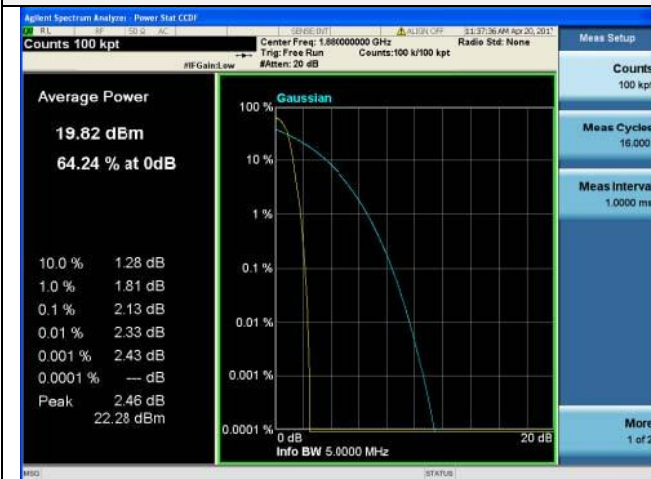 Agilent Spectrum Analyzer - Power Stat CCDF
RL RF 50 Ω AC SENSE:INT ALIGN OFF 11:37:36 AM Apr 20, 201
Counts 100 kpt
Center Freq: 1.880000000 GHz Radio Std: None
Trig: Free Run Counts:100 k/100 kpt
#IFGain:Low #Atten: 20 dB
Meas Setup
Counts
100 kpt
Meas Cycles
16.000
Meas Interva
1.0000 ms
More
1 of 2
Average Power
19.82 dBm
64.24 % at 0dB
10.0 % 1.28 dB
1.0 % 1.81 dB
0.1 % 2.13 dB
0.01 % 2.33 dB
0.001 % 2.43 dB
0.0001 % --- dB
Peak 2.46 dB
22.28 dBm
Gaussian
100 %
10 %
1 %
0.1 %
0.01 %
0.001 %
0.0001 %
0 dB 20 dB
Info BW 5.0000 MHz
MSG STATUS